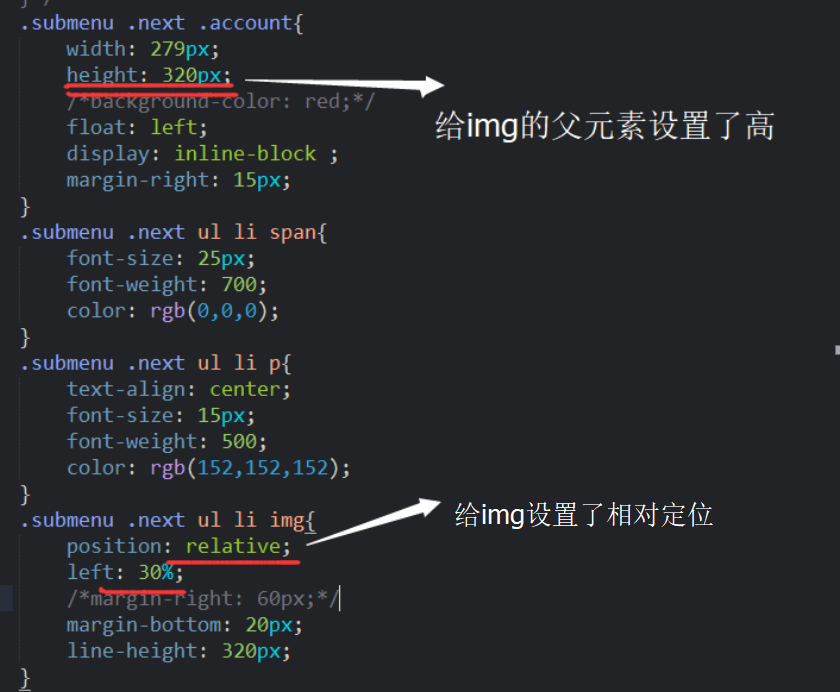 } */
.submenu .next .account{
width: 279px;
height: 320px;
给img的父元素设置了高
/*background-color: red;*/
float: left;
display: inline-block ;
margin-right: 15px;
}
.submenu .next ul li span{
font-size: 25px;
font-weight: 700;
color: rgb(0,0,0);
}
.submenu .next ul li p{
text-align: center;
font-size: 15px;
font-weight: 500;
color: rgb(152,152,152);
}
.submenu .next ul li img{
给img设置了相对定位
position: relative;
left: 30%;
/*margin-right: 60px;*/
margin-bottom: 20px;
line-height: 320px;
}